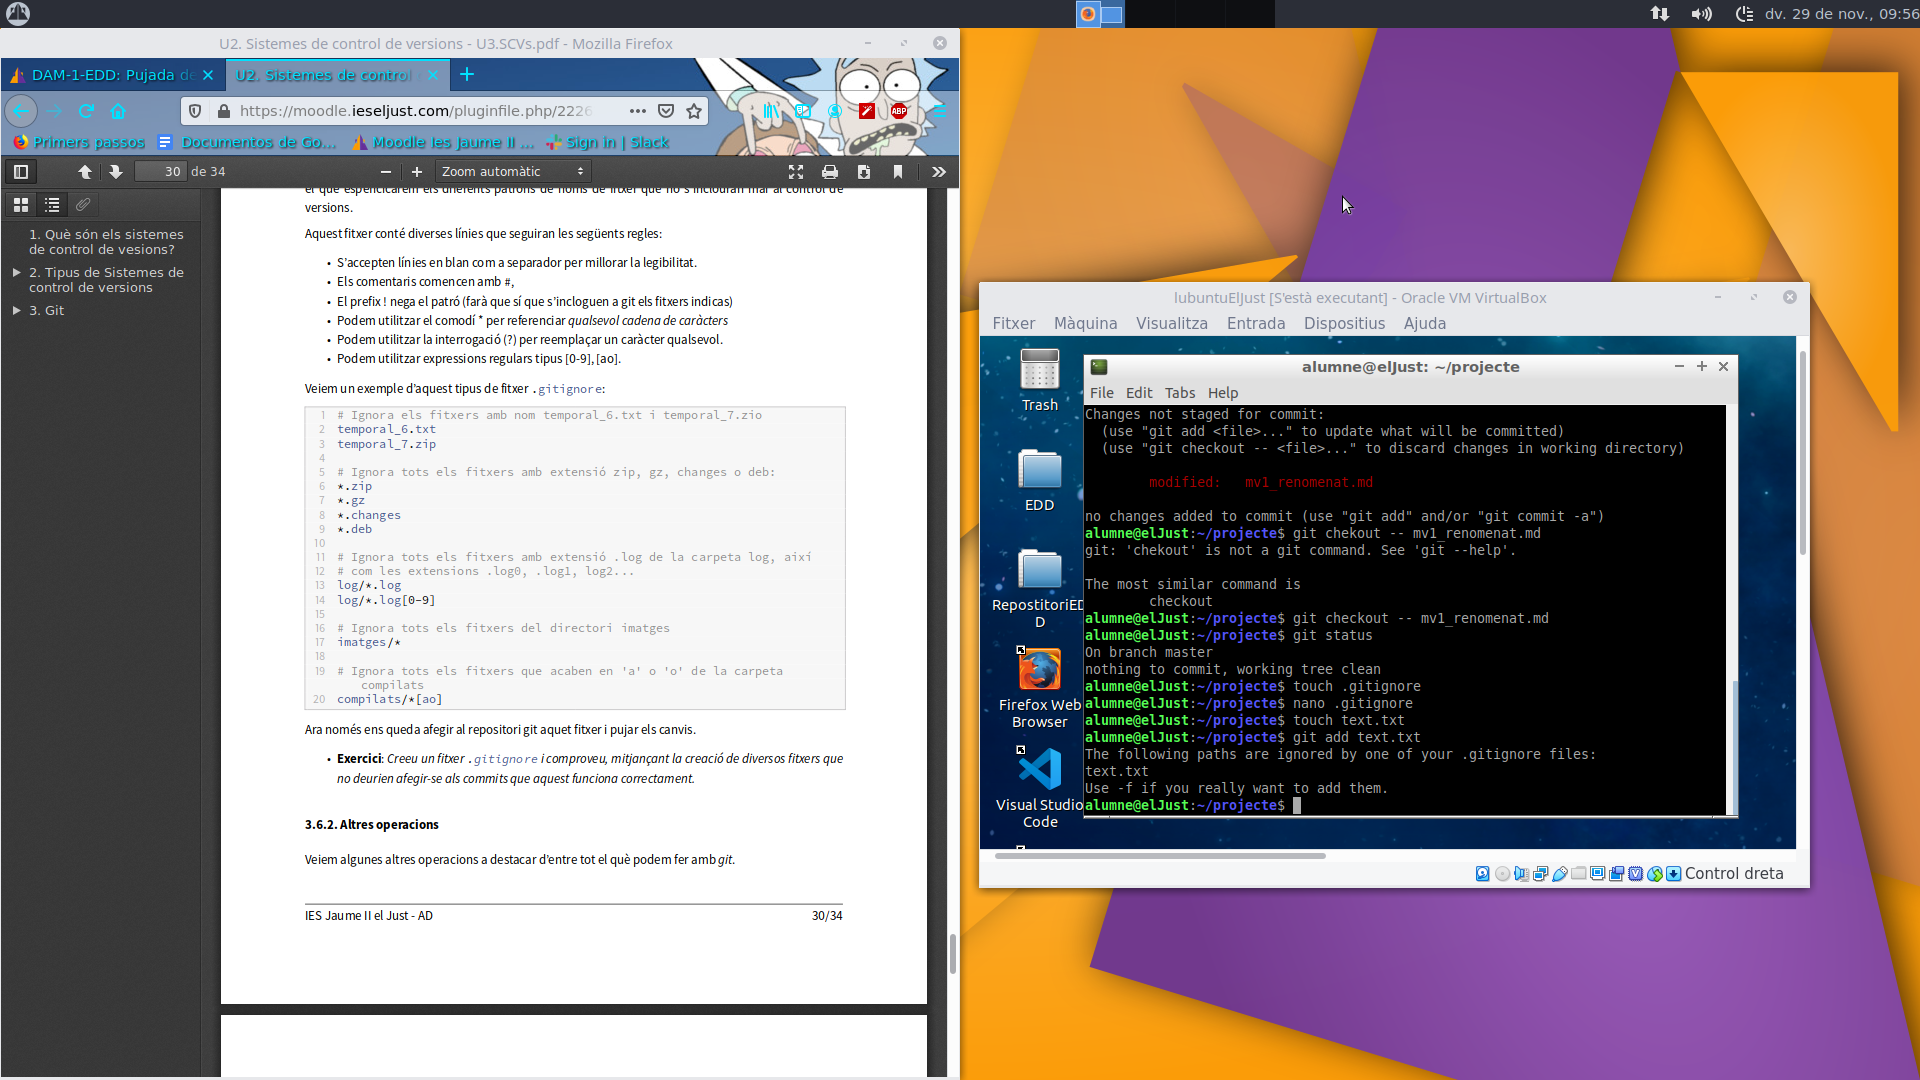 dv. 29 de nov., 09:56
U2. Sistemes de control de versions - U3.SCVs.pdf - Mozilla Firefox
DAM-1-EDD: Pujada de
U2. Sistemes de control
https://moodle.ieseljust.com/pluginfile.php/2226
ABP
Primers passos
Documentos de Go...
Moodle Ies Jaume II ...
Sign in | Slack
30 de 34
Zoom automàtic
1. Què són els sistemes
de control de vesions?
2. Tipus de Sistemes de
control de versions
3. Git
el que especificarem els diferents patrons de noms de fitxer que no s'inclouran mai al control de
versions.
Aquest fitxer conté diverses línies que seguiran les següents regles:
• S'accepten línies en blan com a separador per millorar la legibilitat.
• Els comentaris comencen amb #,
• El prefix ! nega el patró (farà que sí que s'incloguen a git els fitxers indicas)
• Podem utilitzar el comodí * per referenciar qualsevol cadena de caràcters
• Podem utilitzar la interrogació (?) per reemplaçar un caràcter qualsevol.
• Podem utilitzar expressions regulars tipus [0-9], [ao].
Veiem un exemple d'aquest tipus de fitxer .gitignore:
1 # Ignora els fitxers amb nom temporal_6.txt i temporal_7.zio
2 temporal_6.txt
3 temporal_7.zip
4
5 # Ignora tots els fitxers amb extensió zip, gz, changes o deb:
6 *.zip
7 *.gz
8 *.changes
9 *.deb
10
11 # Ignora tots els fitxers amb extensió .log de la carpeta log, així
12 # com les extensions .log0, .log1, log2...
13 log/*.log
14 log/*.log[0-9]
15
16 # Ignora tots els fitxers del directori imatges
17 imatges/*
18
19 # Ignora tots els fitxers que acaben en 'a' o 'o' de la carpeta
compilats
20 compilats/*[ao]
Ara només ens queda afegir al repositori git aquet fitxer i pujar els canvis.
• Exercici: Creeu un fitxer .gitignore i comproveu, mitjançant la creació de diversos fitxers que
no deurien afegir-se als commits que aquest funciona correctament.
3.6.2. Altres operacions
Veiem algunes altres operacions a destacar d'entre tot el què podem fer amb git.
IES Jaume II el Just - AD 30/34
lubuntuElJust [S'està executant] - Oracle VM VirtualBox
Fitxer Màquina Visualitza Entrada Dispositius Ajuda
Trash
EDD
RepostitoriED
D
Firefox Web
Browser
Visual Studio
Code
alumne@elJust: ~/projecte
File Edit Tabs Help
Changes not staged for commit:
(use "git add <file>..." to update what will be committed)
(use "git checkout -- <file>..." to discard changes in working directory)
modified: mv1_renomenat.md
no changes added to commit (use "git add" and/or "git commit -a")
alumne@elJust:~/projecte$ git chekout -- mv1_renomenat.md
git: 'chekout' is not a git command. See 'git --help'.
The most similar command is
checkout
alumne@elJust:~/projecte$ git checkout -- mv1_renomenat.md
alumne@elJust:~/projecte$ git status
On branch master
nothing to commit, working tree clean
alumne@elJust:~/projecte$ touch .gitignore
alumne@elJust:~/projecte$ nano .gitignore
alumne@elJust:~/projecte$ touch text.txt
alumne@elJust:~/projecte$ git add text.txt
The following paths are ignored by one of your .gitignore files:
text.txt
Use -f if you really want to add them.
alumne@elJust:~/projecte$
Control dreta